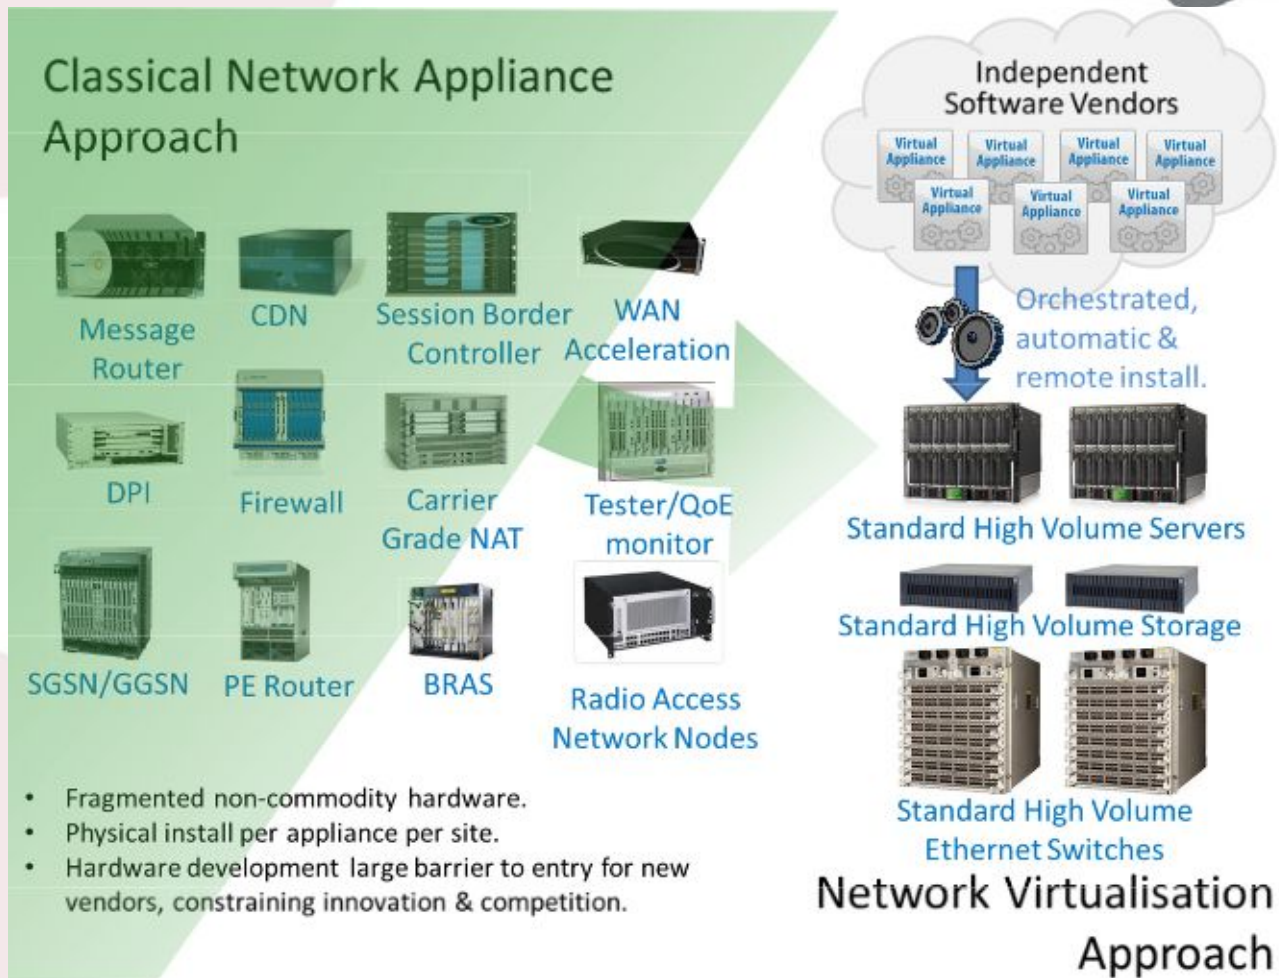 Classical Network Appliance
Approach
Message
Router
CDN
Session Border
Controller
WAN
Acceleration
DPI
Firewall
Carrier
Grade NAT
Tester/QoE
monitor
SGSN/GGSN
PE Router
BRAS
Radio Access
Network Nodes
• Fragmented non-commodity hardware.
• Physical install per appliance per site.
• Hardware development large barrier to entry for new
vendors, constraining innovation & competition.
Independent
Software Vendors
Virtual
Appliance
Virtual
Appliance
Virtual
Appliance
Virtual
Appliance
Virtual
Appliance
Virtual
Appliance
Virtual
Appliance
Orchestrated,
automatic &
remote install.
Standard High Volume Servers
Standard High Volume Storage
Standard High Volume
Ethernet Switches
Network Virtualisation
Approach